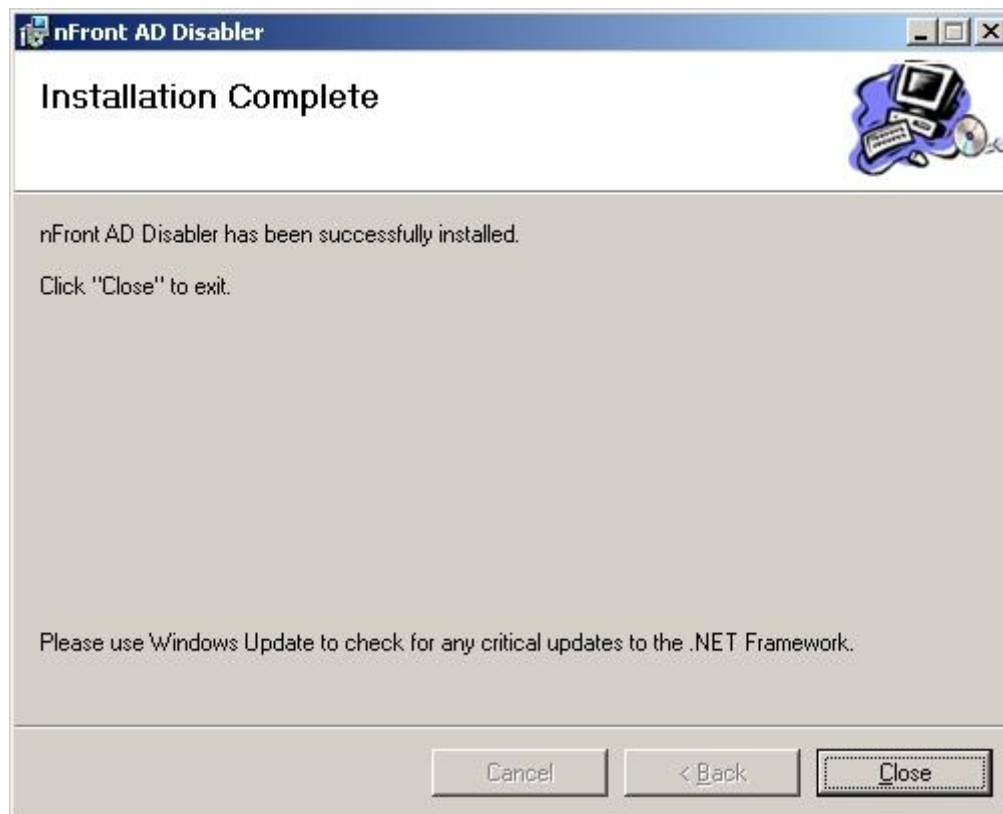 nFront AD Disabler
Installation Complete
nFront AD Disabler has been successfully installed.
Click "Close" to exit.
Please use Windows Update to check for any critical updates to the .NET Framework.
Cancel < Back Close